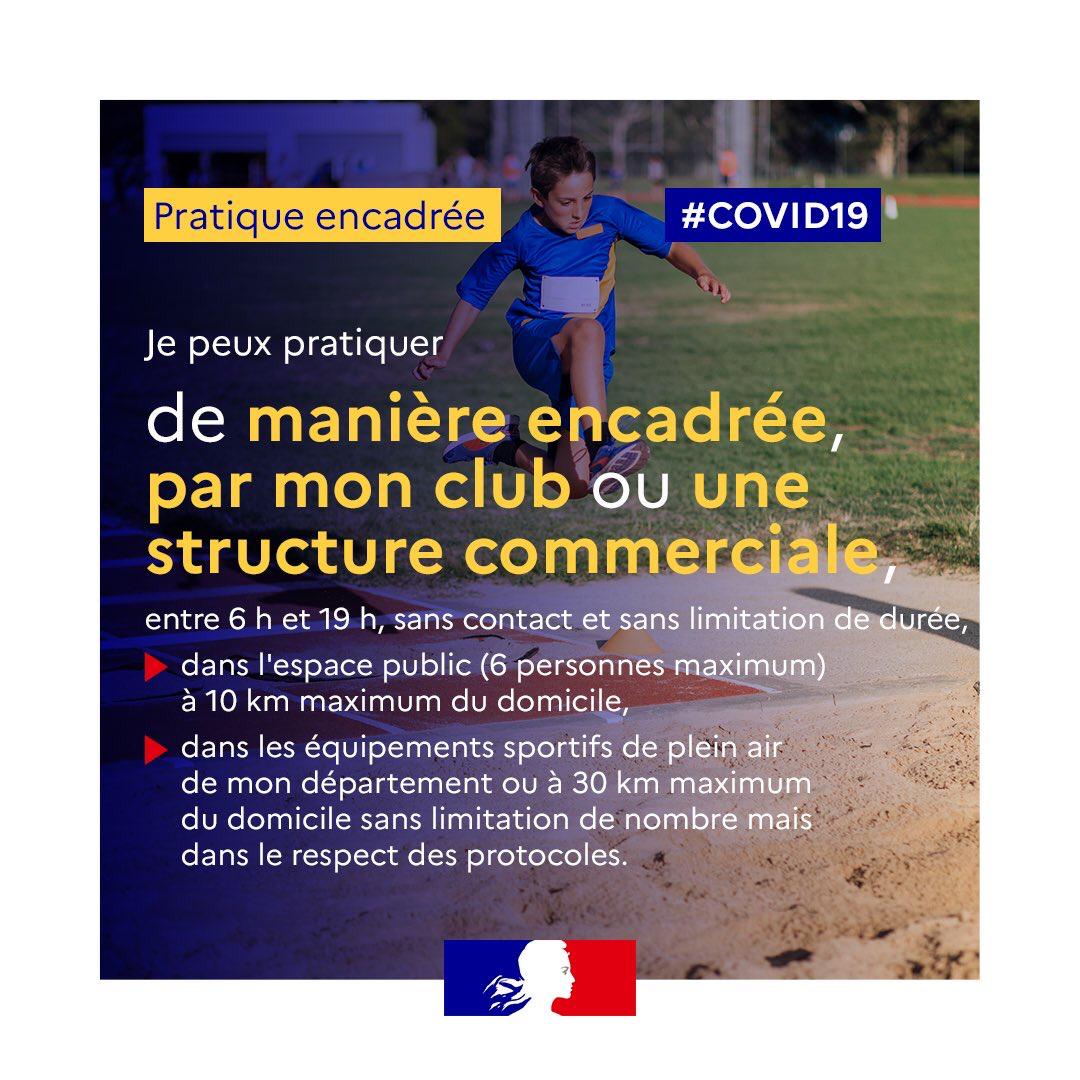 Pratique encadrée
#COVID19
Je peux pratiquer
de manière encadrée,
par mon club ou une
structure commerciale,
entre 6 h et 19 h, sans contact et sans limitation de durée,
dans l'espace public (6 personnes maximum)
à 10 km maximum du domicile,
dans les équipements sportifs de plein air
de mon département ou à 30 km maximum
du domicile sans limitation de nombre mais
dans le respect des protocoles.